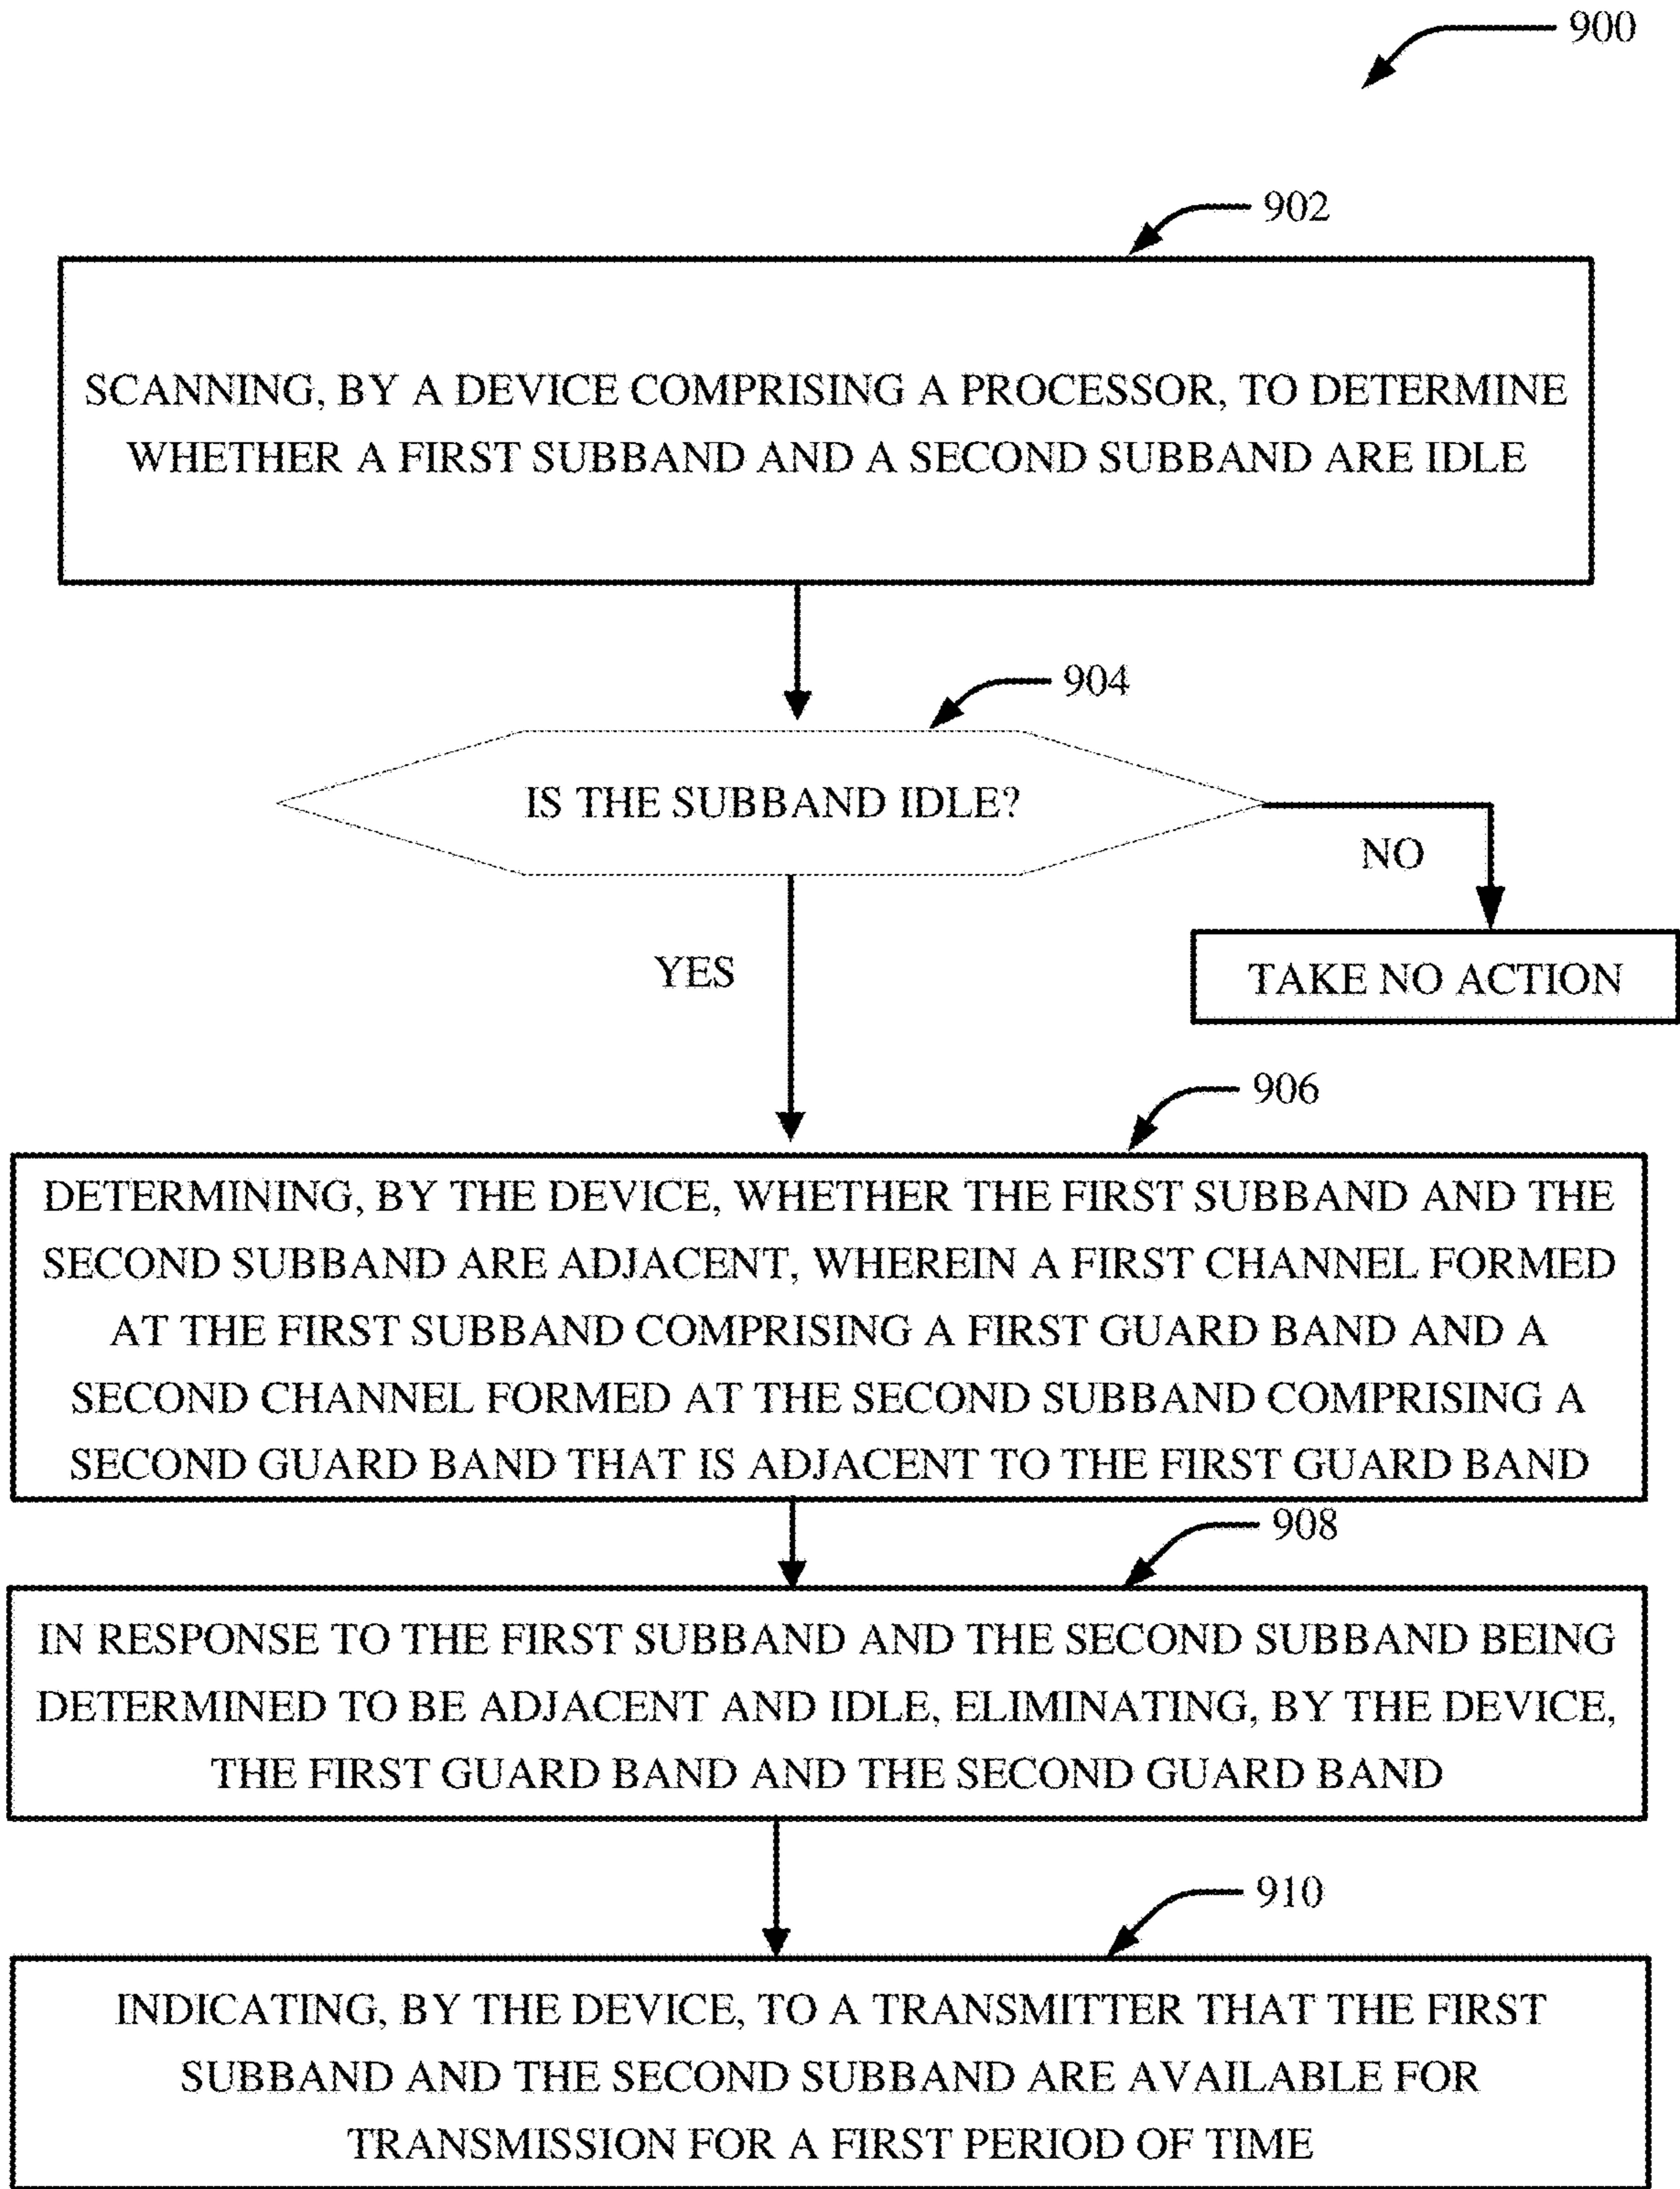 900
902
SCANNING, BY A DEVICE COMPRISING A PROCESSOR, TO DETERMINE
WHETHER A FIRST SUBBAND AND A SECOND SUBBAND ARE IDLE
904
IS THE SUBBAND IDLE?
NO
YES
TAKE NO ACTION
906
DETERMINING, BY THE DEVICE, WHETHER THE FIRST SUBBAND AND THE
SECOND SUBBAND ARE ADJACENT, WHEREIN A FIRST CHANNEL FORMED
AT THE FIRST SUBBAND COMPRISING A FIRST GUARD BAND AND A
SECOND CHANNEL FORMED AT THE SECOND SUBBAND COMPRISING A
SECOND GUARD BAND THAT IS ADJACENT TO THE FIRST GUARD BAND
908
IN RESPONSE TO THE FIRST SUBBAND AND THE SECOND SUBBAND BEING
DETERMINED TO BE ADJACENT AND IDLE, ELIMINATING, BY THE DEVICE,
THE FIRST GUARD BAND AND THE SECOND GUARD BAND
910
INDICATING, BY THE DEVICE, TO A TRANSMITTER THAT THE FIRST
SUBBAND AND THE SECOND SUBBAND ARE AVAILABLE FOR
TRANSMISSION FOR A FIRST PERIOD OF TIME